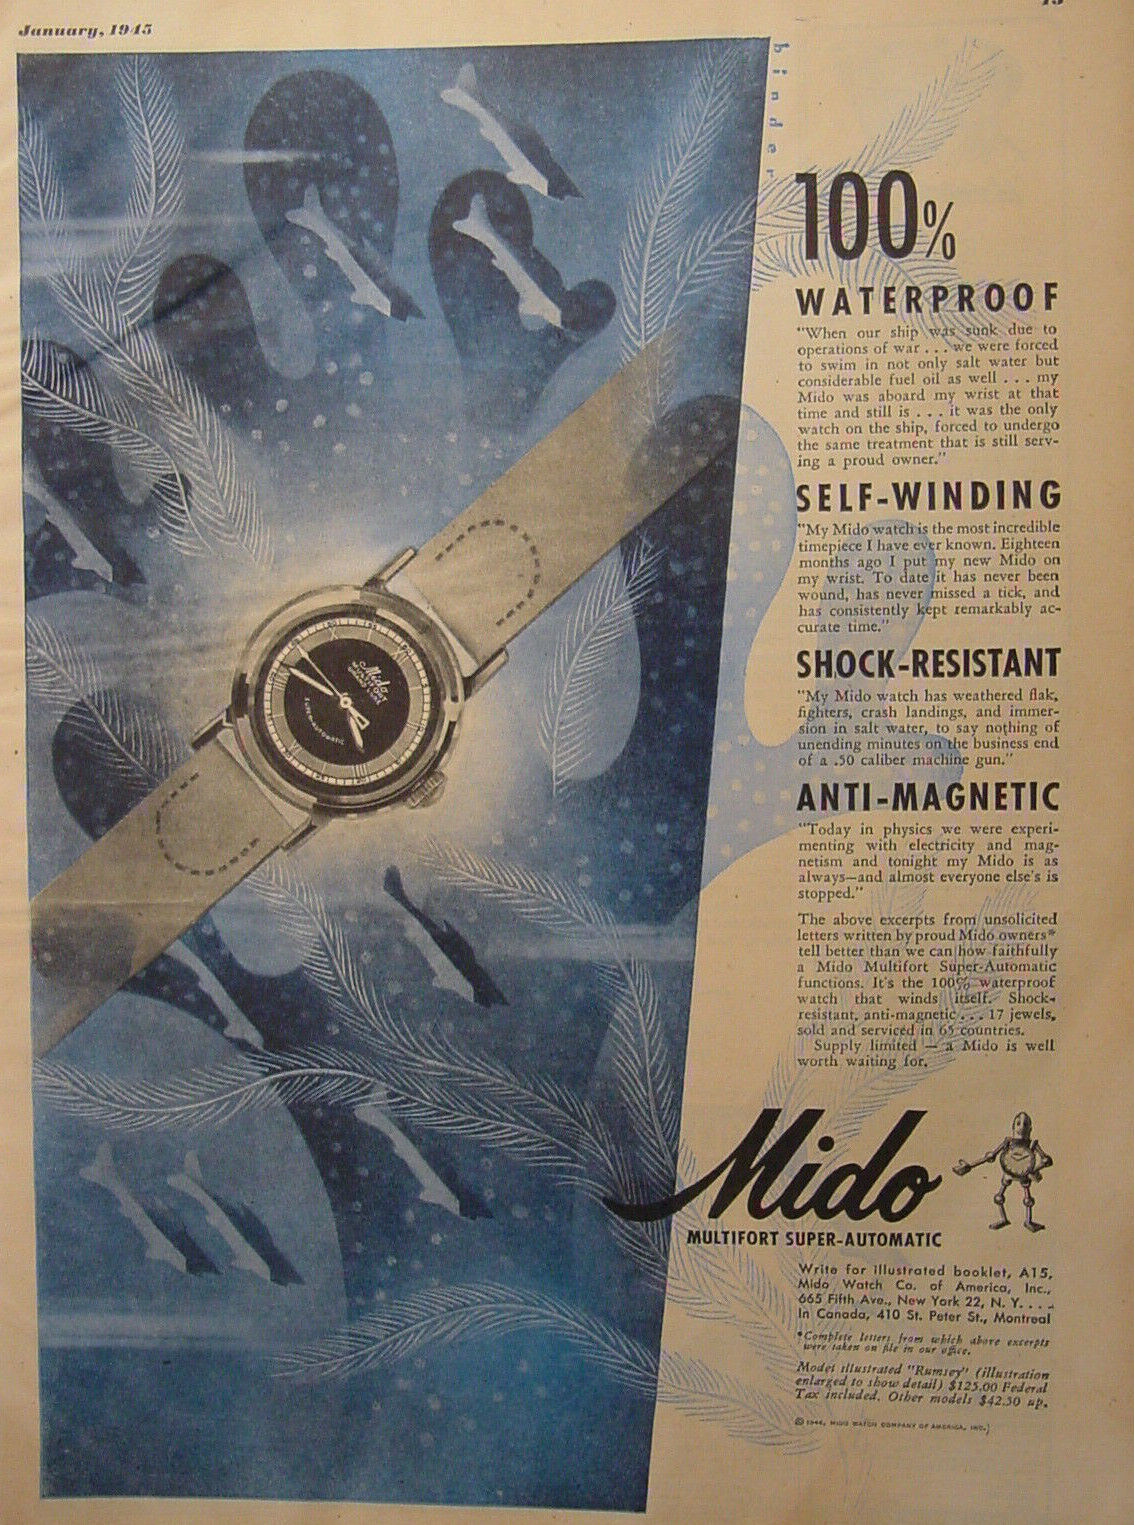 January, 1945
binder
100%
WATERPROOF
"When our ship was sunk due to
operations of war . . . we were forced
to swim in not only salt water but
considerable fuel oil as well . . . my
Mido was aboard my wrist at that
time and still is . . . it was the only
watch on the ship, forced to undergo
the same treatment that is still serv-
ing a proud owner."
SELF-WINDING
"My Mido watch is the most incredible
timepiece I have ever known. Eighteen
months ago I put my new Mido on
my wrist. To date it has never been
wound, has never missed a tick, and
has consistently kept remarkably ac-
curate time."
SHOCK-RESISTANT
"My Mido watch has weathered flak,
fighters, crash landings, and immer-
sion in salt water, to say nothing of
unending minutes on the business end
of a .50 caliber machine gun."
ANTI-MAGNETIC
"Today in physics we were experi-
menting with electricity and mag-
netism and tonight my Mido is as
always—and almost everyone else's is
stopped."
The above excerpts from unsolicited
letters written by proud Mido owners*
tell better than we can how faithfully
a Mido Multifort Super-Automatic
functions. It's the 100% waterproof
watch that winds itself. Shock-
resistant, anti-magnetic . . . 17 jewels,
sold and serviced in 65 countries.
Supply limited — a Mido is well
worth waiting for.
Mido
MULTIFORT SUPER-AUTOMATIC
Write for illustrated booklet, A15,
Mido Watch Co. of America, Inc.,
665 Fifth Ave., New York 22, N. Y. . . .
In Canada, 410 St. Peter St., Montreal
*Complete letters from which above excerpts
were taken on file in our office.
Model illustrated "Rumsey" (illustration
enlarged to show detail) $125.00 Federal
Tax included. Other models $42.50 up.
© 1944, MIDO WATCH COMPANY OF AMERICA, INC.
Mido
MULTIFORT